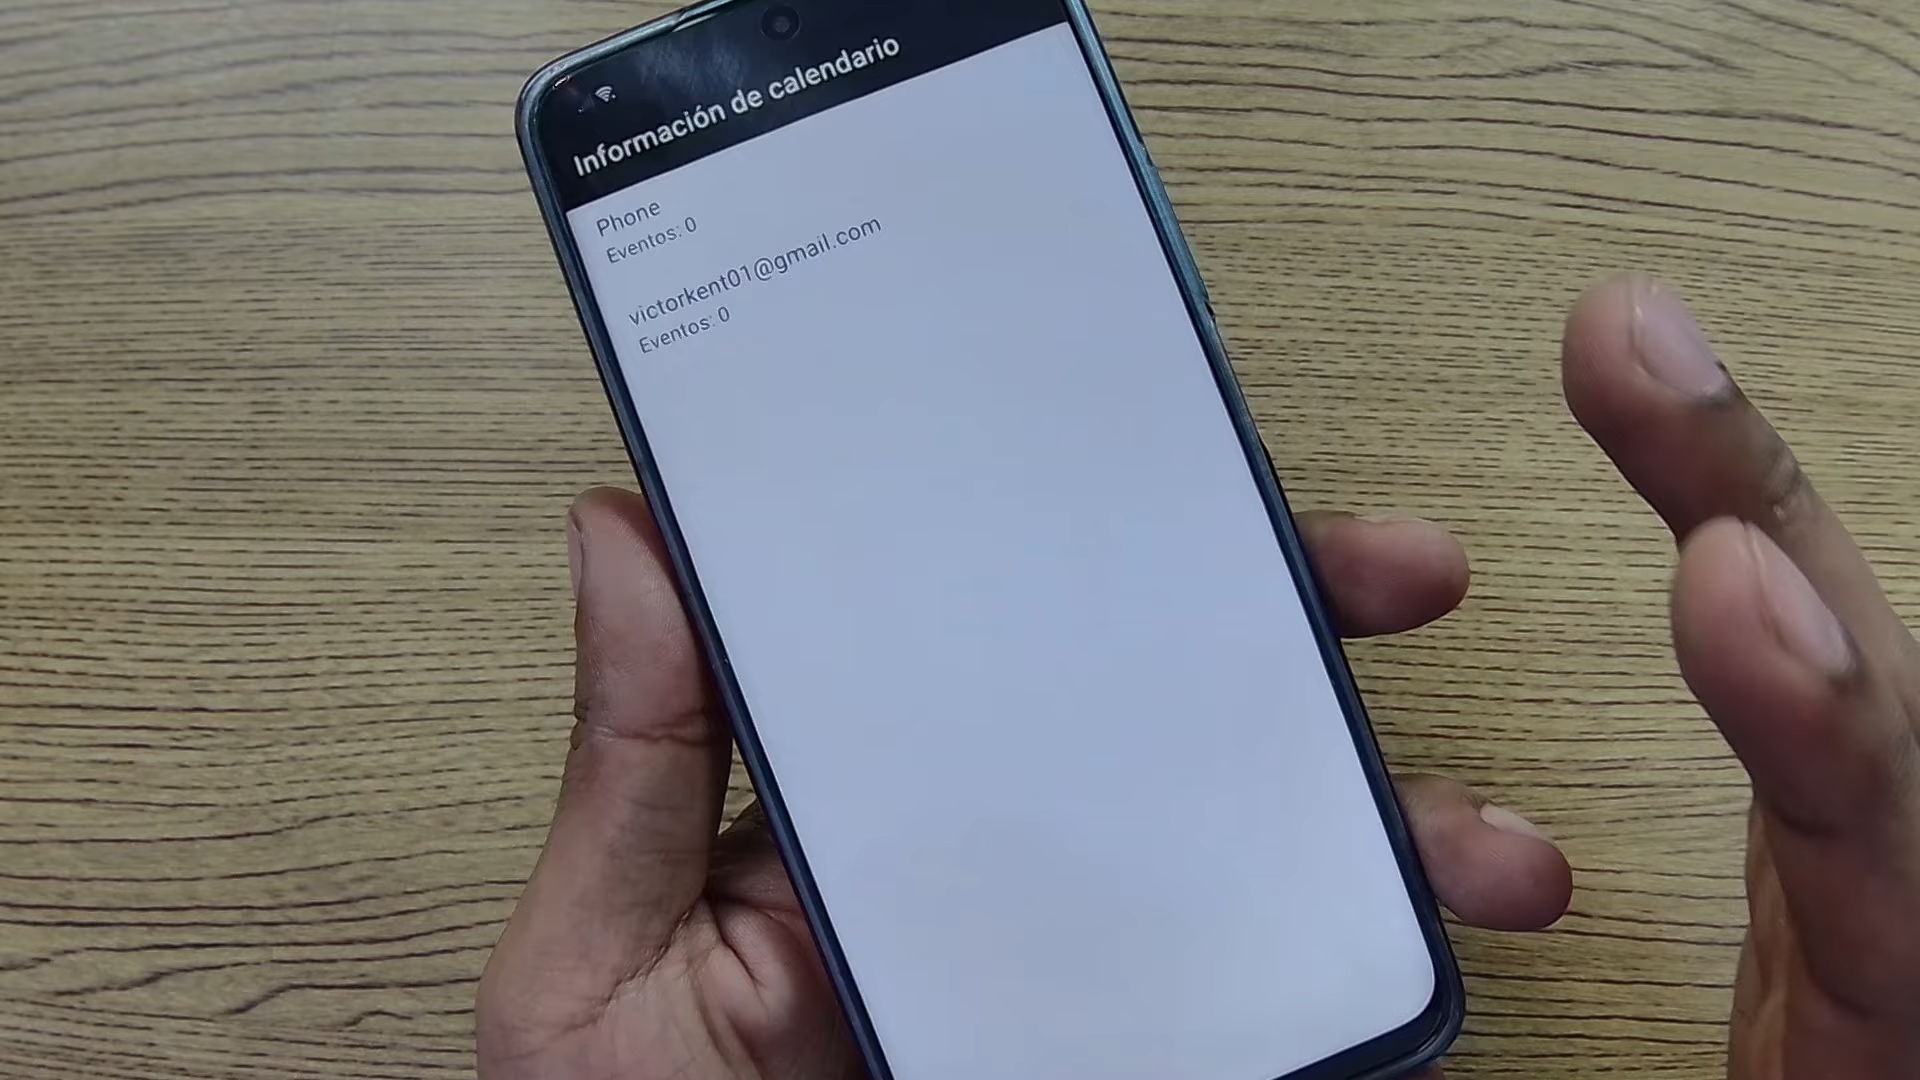 Información de calendario
Phone
Eventos: 0
victorkent01@gmail.com
Eventos: 0